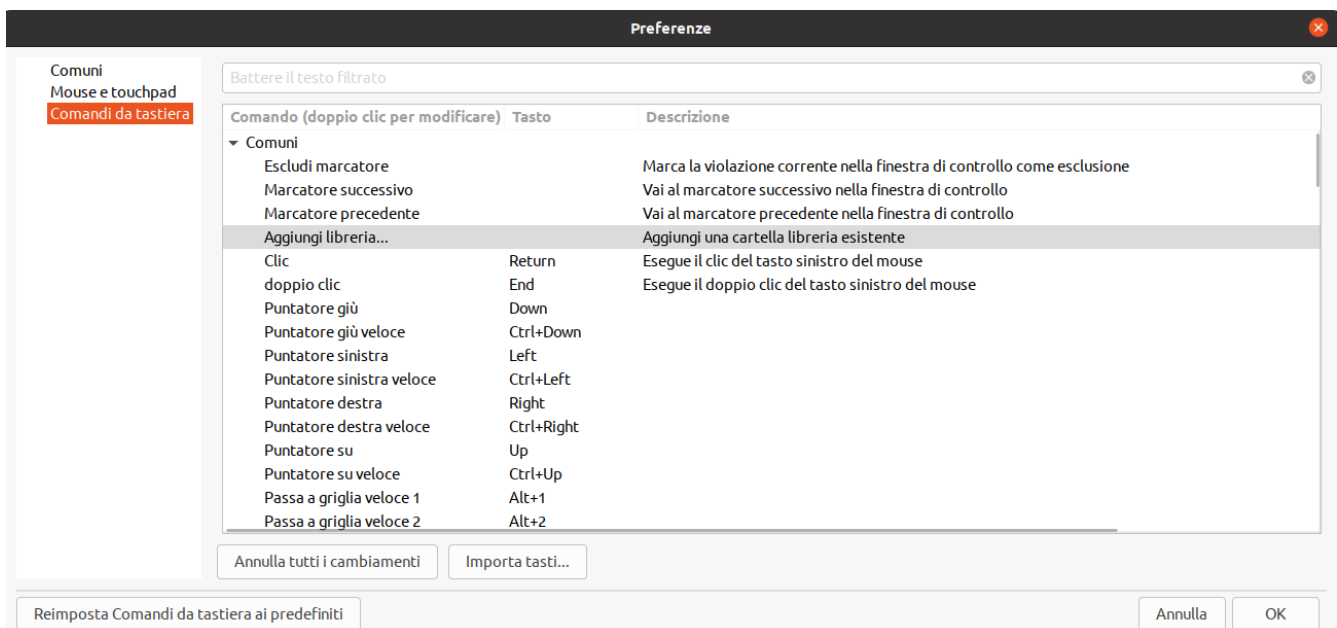 Preferenze
Comuni
Mouse e touchpad
Comandi da tastiera
Battere il testo filtrato
Comando (doppio clic per modificare) Tasto Descrizione
Comuni
Escludi marcatore Marca la violazione corrente nella finestra di controllo come esclusione
Marcatore successivo Vai al marcatore successivo nella finestra di controllo
Marcatore precedente Vai al marcatore precedente nella finestra di controllo
Aggiungi libreria... Aggiungi una cartella libreria esistente
Clic Return Esegue il clic del tasto sinistro del mouse
doppio clic End Esegue il doppio clic del tasto sinistro del mouse
Puntatore giù Down
Puntatore giù veloce Ctrl+Down
Puntatore sinistra Left
Puntatore sinistra veloce Ctrl+Left
Puntatore destra Right
Puntatore destra veloce Ctrl+Right
Puntatore su Up
Puntatore su veloce Ctrl+Up
Passa a griglia veloce 1 Alt+1
Passa a griglia veloce 2 Alt+2
Annulla tutti i cambiamenti Importa tasti...
Reimposta Comandi da tastiera ai predefiniti Annulla OK